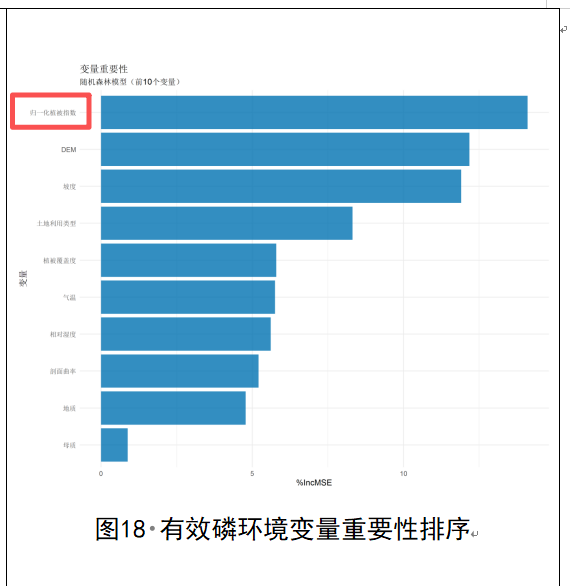 变量重要性
随机森林模型（前10个变量）
归一化植被指数
DEM
坡度
土地利用类型
植被覆盖度
气温
相对湿度
剖面曲率
地质
母质
变量
0 5 10
%IncMSE
图18 有效磷环境变量重要性排序